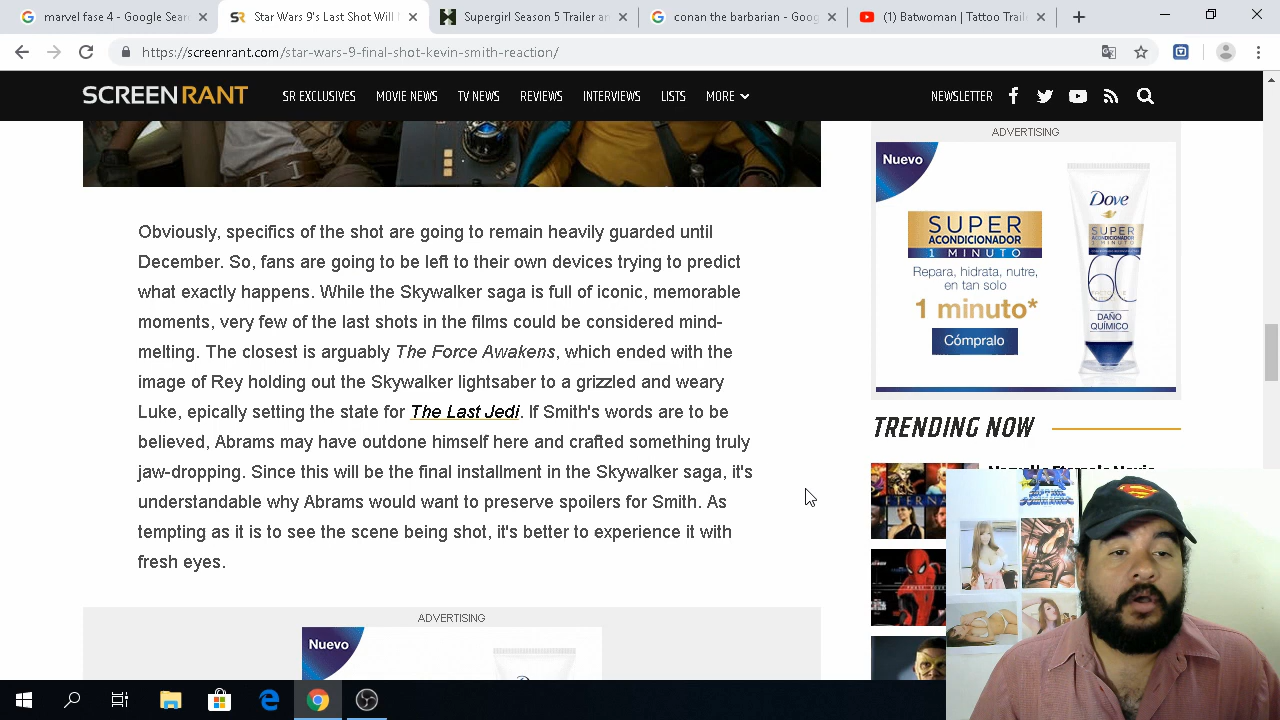 marvel fase 4 - Google Searc
Star Wars 9's Last Shot Will
Supergirl Season 5 Trailer an
conan the barbarian - Goog
(1) Batwoman | Tattoo Traile
https://screenrant.com/star-wars-9-final-shot-kevin-smith-reaction/
SCREENRANT
SR EXCLUSIVES MOVIE NEWS TV NEWS REVIEWS INTERVIEWS LISTS MORE NEWSLETTER
Obviously, specifics of the shot are going to remain heavily guarded until
December. So, fans are going to be left to their own devices trying to predict
what exactly happens. While the Skywalker saga is full of iconic, memorable
moments, very few of the last shots in the films could be considered mind-
melting. The closest is arguably The Force Awakens, which ended with the
image of Rey holding out the Skywalker lightsaber to a grizzled and weary
Luke, epically setting the state for The Last Jedi. If Smith's words are to be
believed, Abrams may have outdone himself here and crafted something truly
jaw-dropping. Since this will be the final installment in the Skywalker saga, it's
understandable why Abrams would want to preserve spoilers for Smith. As
tempting as it is to see the scene being shot, it's better to experience it with
fresh eyes.
ADVERTISING
Nuevo
ADVERTISING
Nuevo
SUPER
ACONDICIONADOR
1 MINUTO
Repara, hidrata, nutre,
en tan solo
1 minuto*
Cómpralo
Dove
SUPER
ACONDICIONADOR
1 MINUTO
60
DAÑO
QUÍMICO
TRENDING NOW
ETERNA